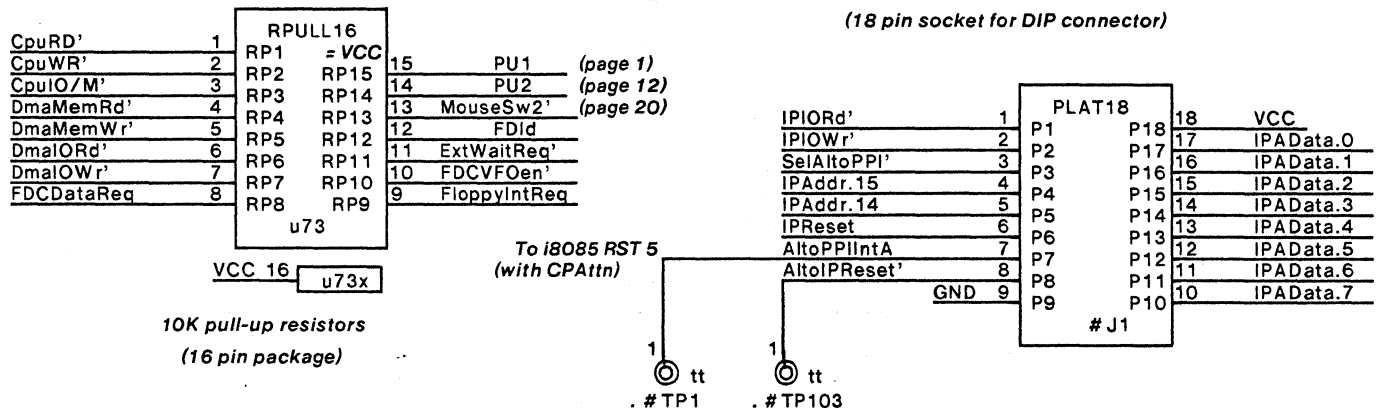 RPULL16
= VCC
CpuRD' 1 RP1
CpuWR' 2 RP2 RP15 15 PU1 (page 1)
CpuIO/M' 3 RP3 RP14 14 PU2 (page 12)
DmaMemRd' 4 RP4 RP13 13 MouseSw2' (page 20)
DmaMemWr' 5 RP5 RP12 12 FDId
DmaIORd' 6 RP6 RP11 11 ExtWaitReq'
DmaIOWr' 7 RP7 RP10 10 FDCVFOen'
FDCDataReq 8 RP8 RP9 9 FloppyIntReq
u73
VCC 16 u73x
10K pull-up resistors
(16 pin package)
(18 pin socket for DIP connector)
PLAT18
IPIORd' 1 P1 P18 18 VCC
IPIOWr' 2 P2 P17 17 IPAData.0
SelAltoPPI' 3 P3 P16 16 IPAData.1
IPAddr.15 4 P4 P15 15 IPAData.2
IPAddr.14 5 P5 P14 14 IPAData.3
IPReset 6 P6 P13 13 IPAData.4
AltoPPIIntA 7 P7 P12 12 IPAData.5
AltoIPReset' 8 P8 P11 11 IPAData.6
GND 9 P9 P10 10 IPAData.7
#J1
To i8085 RST 5
(with CPAttn)
1 tt
.#TP1
1 tt
.#TP103